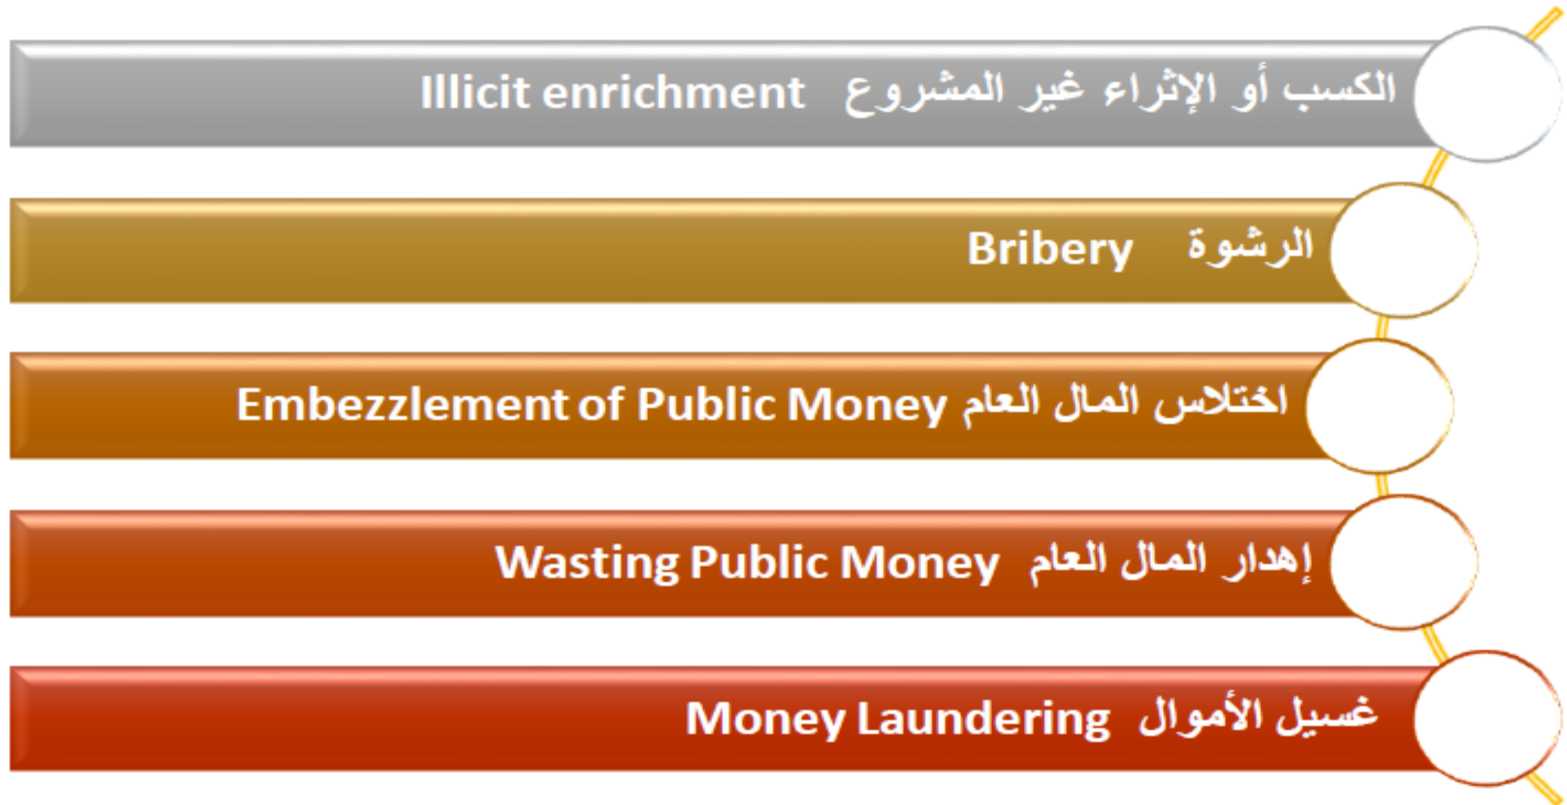 الكسب أو الإثراء غير المشروع Illicit enrichment
الرشوة Bribery
اختلاس المال العام Embezzlement of Public Money
إهدار المال العام Wasting Public Money
غسيل الأموال Money Laundering